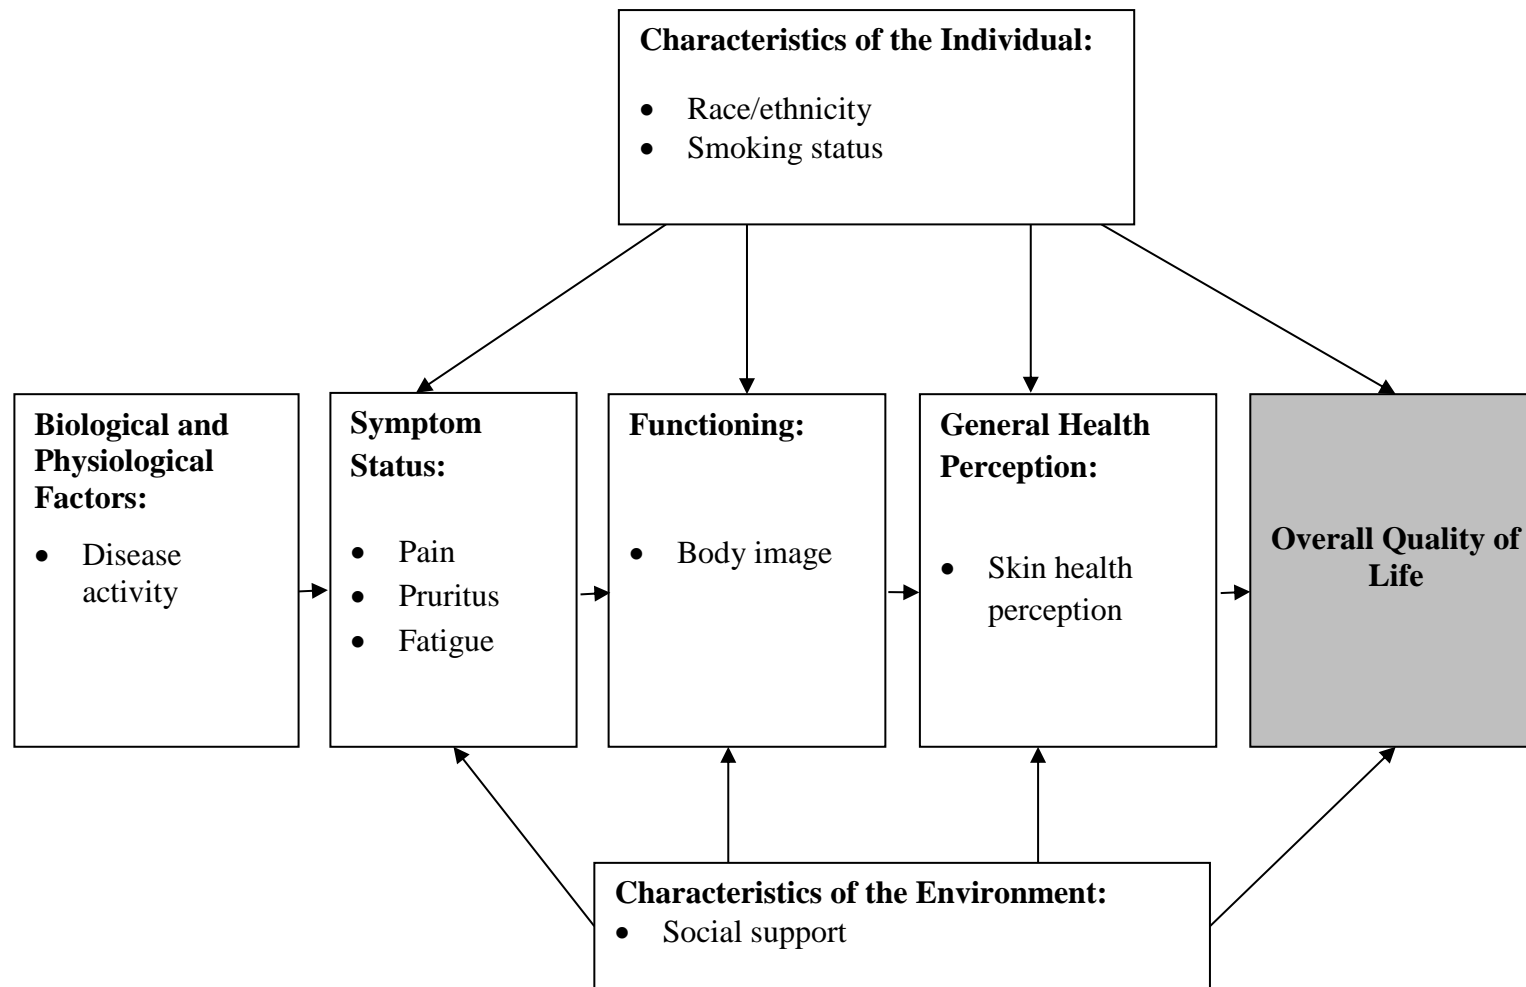 Characteristics of the Individual:
• Race/ethnicity
• Smoking status
Biological and
Physiological
Factors:
• Disease
activity
Symptom
Status:
• Pain
• Pruritus
• Fatigue
Functioning:
• Body image
General Health
Perception:
• Skin health
perception
Overall Quality of
Life
Characteristics of the Environment:
• Social support